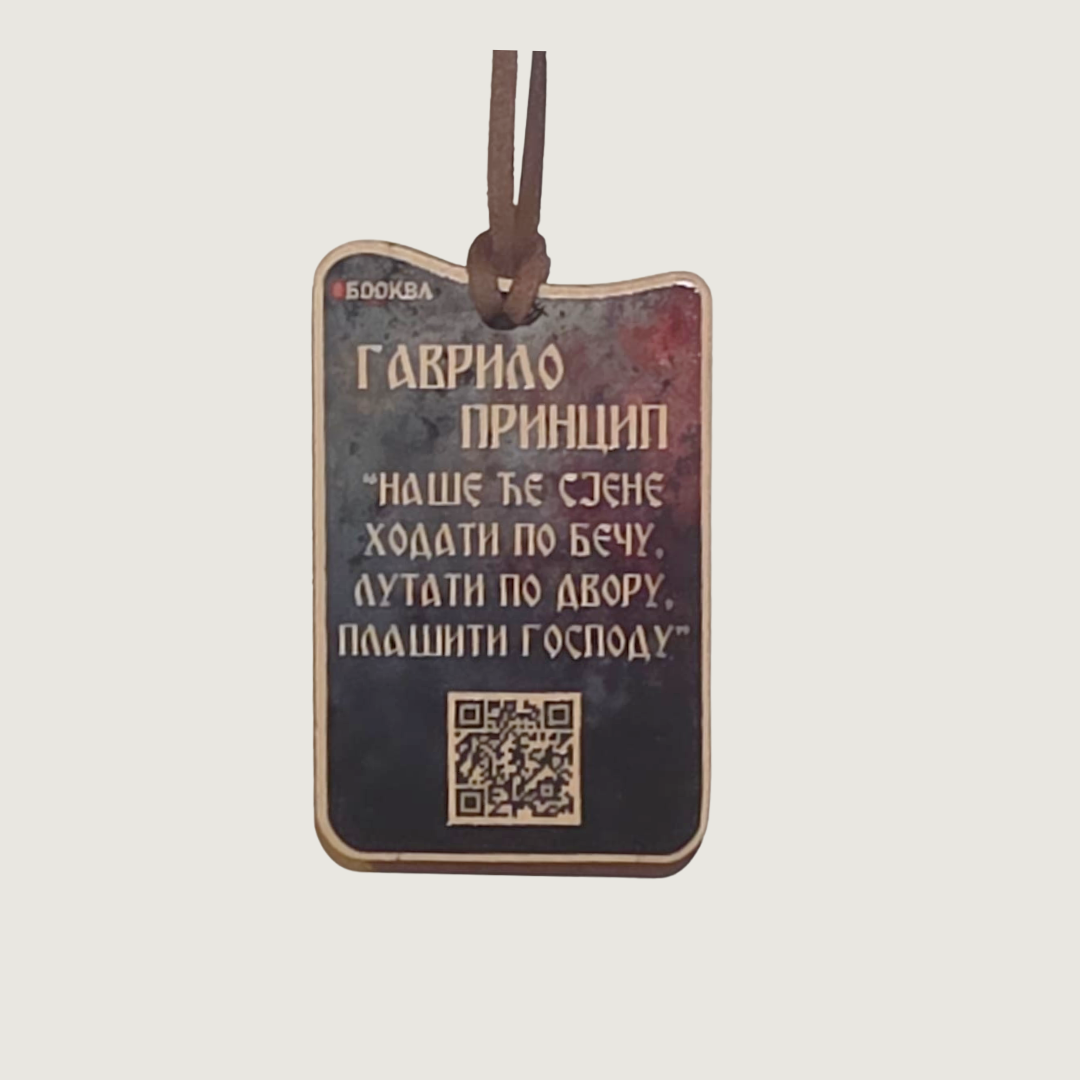 #БООКВА
ГАВРИЛО
ПРИНЦИП
"НАШЕ ЋЕ СЈЕНЕ
ХОДАТИ ПО БЕЧУ,
ЛУТАТИ ПО ДВОРУ,
ПЛАШИТИ ГОСПОДУ"